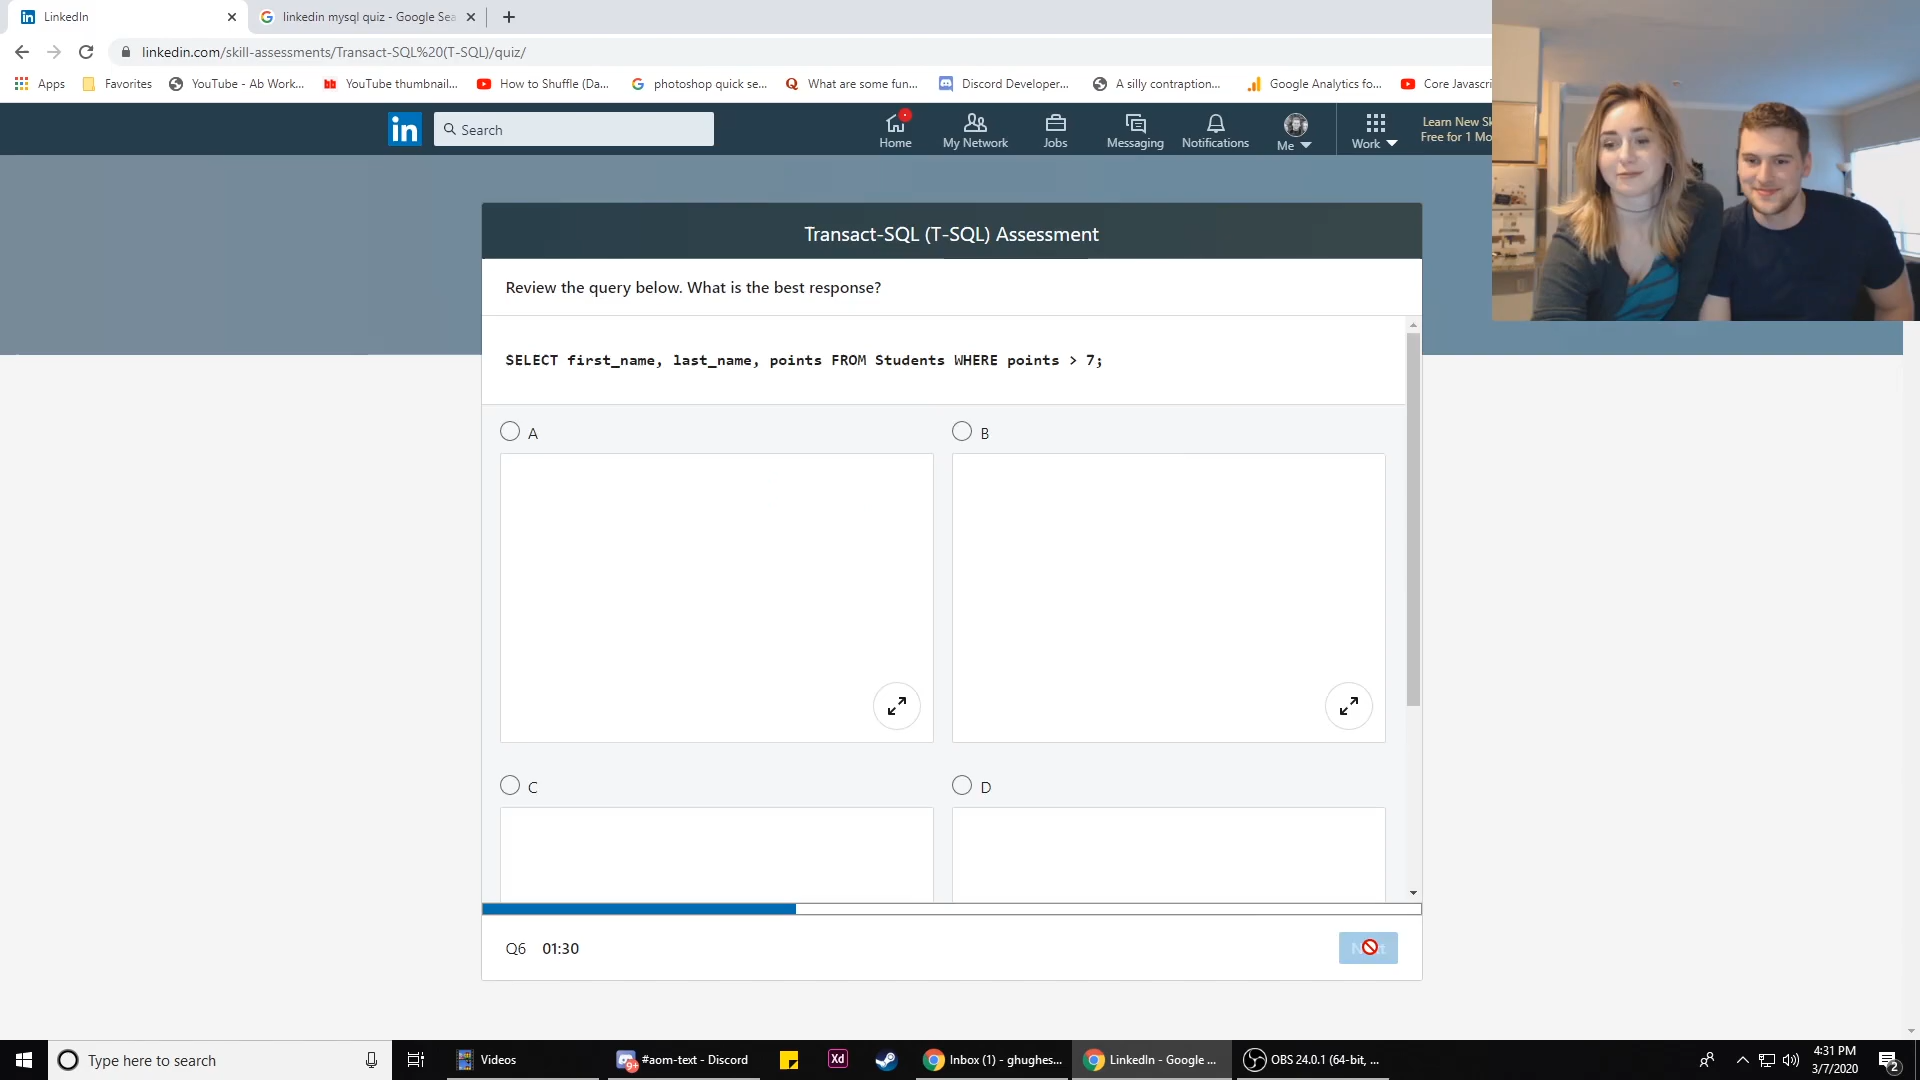 LinkedIn
linkedin mysql quiz - Google Sea
linkedin.com/skill-assessments/Transact-SQL%20(T-SQL)/quiz/
Apps
Favorites
YouTube - Ab Work...
YouTube thumbnail...
How to Shuffle (Da...
photoshop quick se...
What are some fun...
Discord Developer...
A silly contraption...
Google Analytics fo...
Core Javascri
in
Search
Home
My Network
Jobs
Messaging
Notifications
Me
Work
Learn New Sk
Free for 1 Mo
Transact-SQL (T-SQL) Assessment
Review the query below. What is the best response?
SELECT first_name, last_name, points FROM Students WHERE points > 7;
A
B
C
D
Q6 01:30
Type here to search
Videos
9+
#aom-text - Discord
Xd
Inbox (1) - ghughes...
LinkedIn - Google ...
OBS 24.0.1 (64-bit, ...
4:31 PM
3/7/2020
2